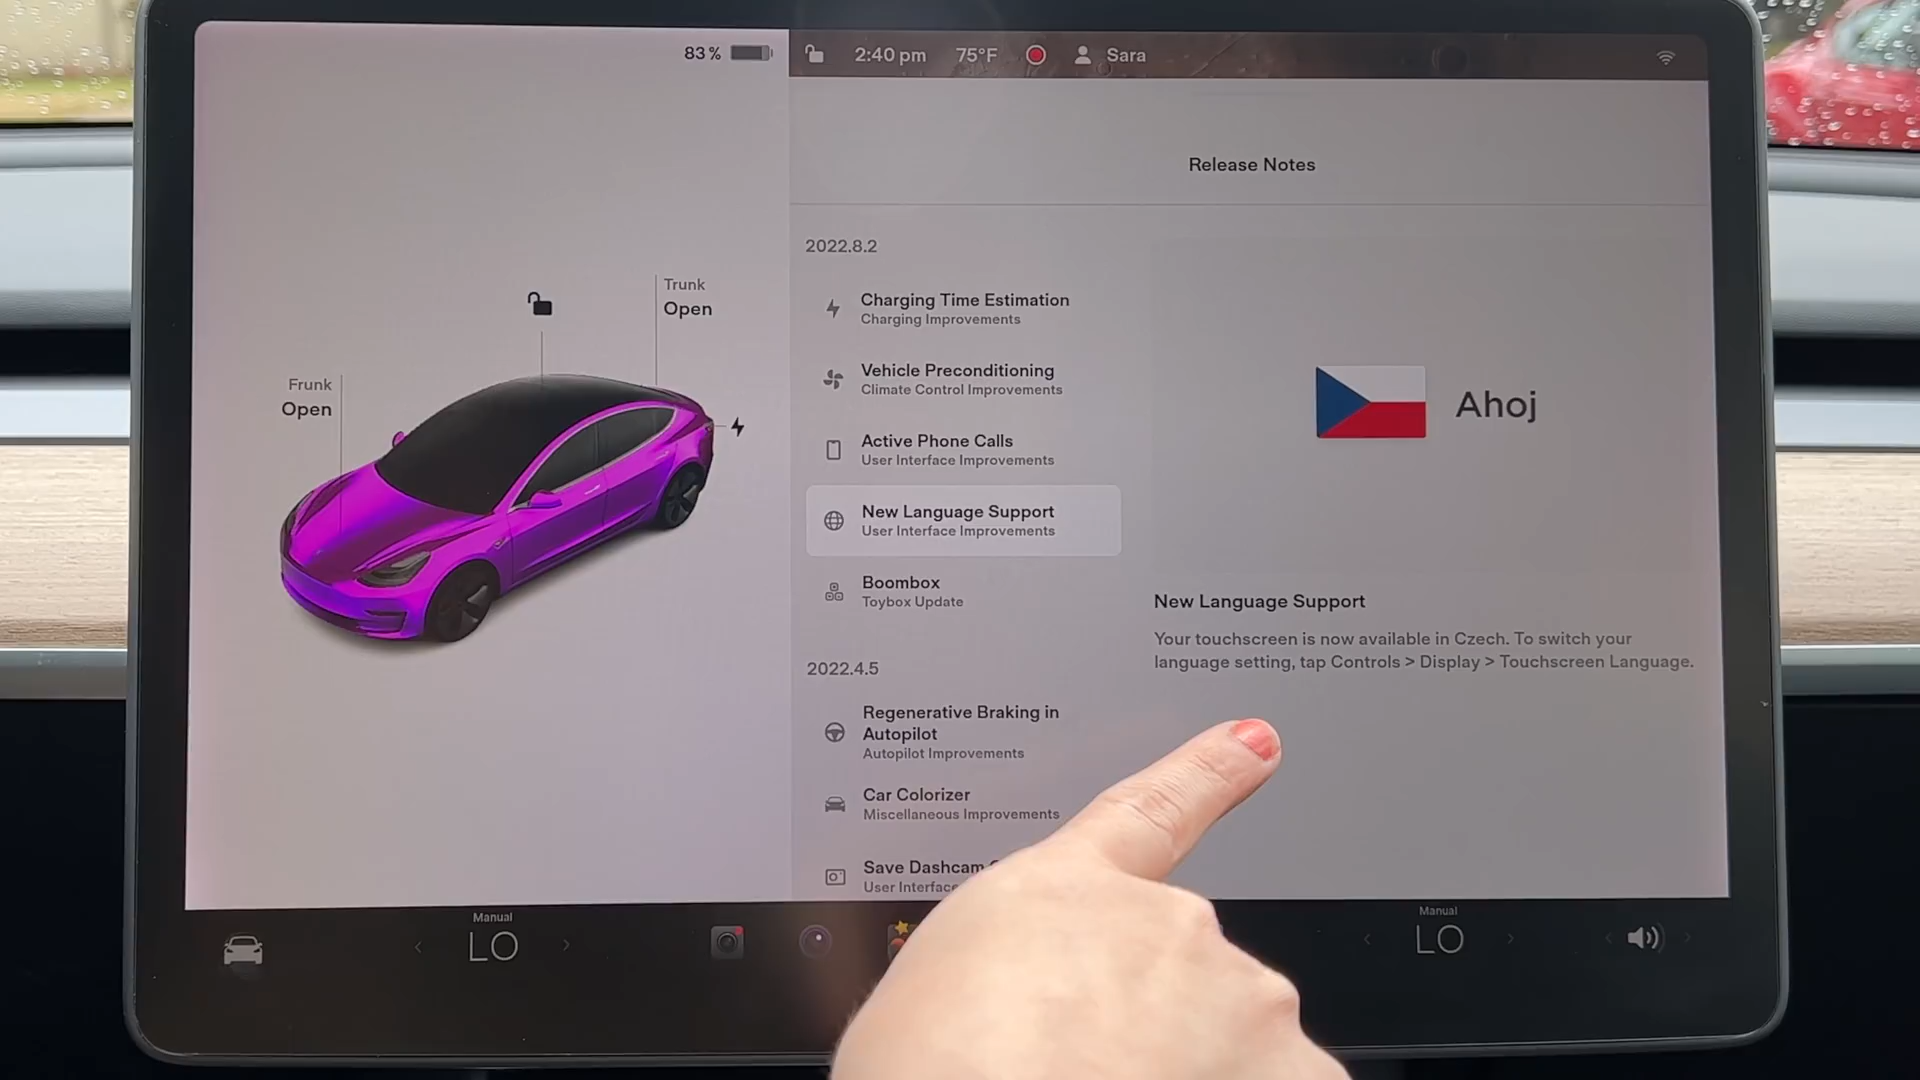 83 %
2:40 pm 75°F Sara
Release Notes
Trunk
Open
Frunk
Open
2022.8.2
Charging Time Estimation
Charging Improvements
Vehicle Preconditioning
Climate Control Improvements
Active Phone Calls
User Interface Improvements
New Language Support
User Interface Improvements
Boombox
Toybox Update
2022.4.5
Regenerative Braking in
Autopilot
Autopilot Improvements
Car Colorizer
Miscellaneous Improvements
Save Dashcam
User Interface
Ahoj
New Language Support
Your touchscreen is now available in Czech. To switch your
language setting, tap Controls > Display > Touchscreen Language.
Manual
LO
Manual
LO